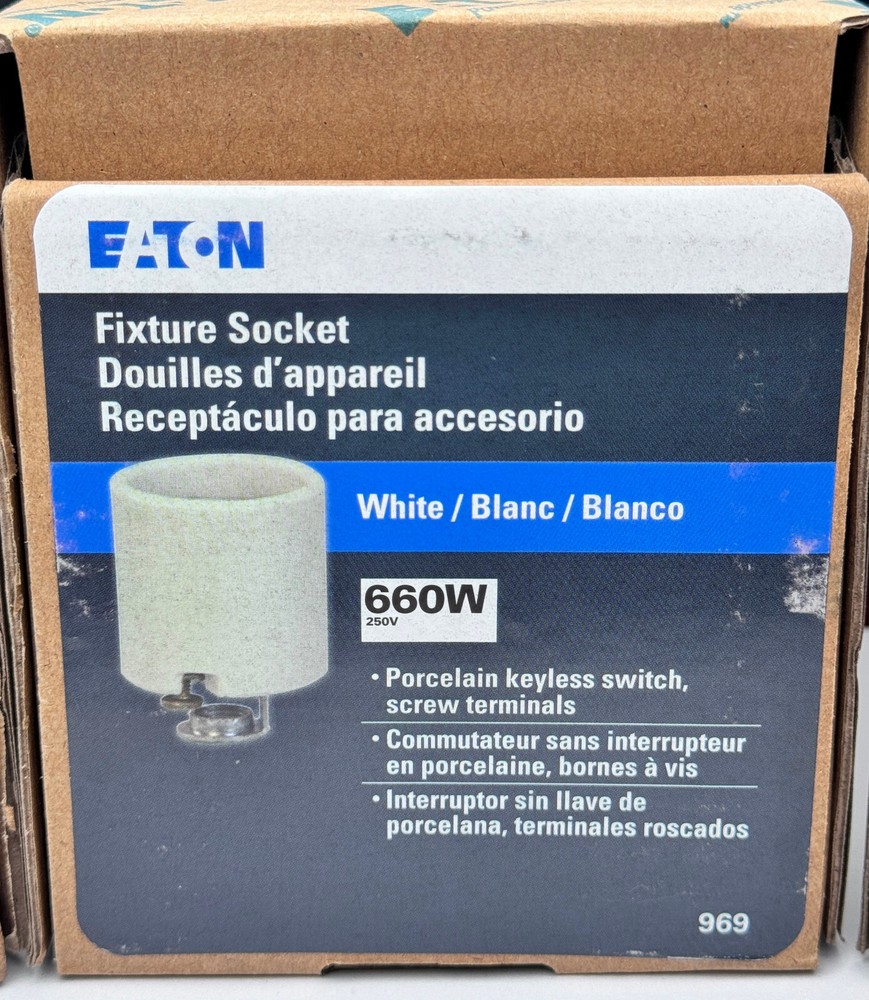 EATON
Fixture Socket
Douilles d'appareil
Receptáculo para accesorio
White / Blanc / Blanco
660W
250V
• Porcelain keyless switch,
screw terminals
• Commutateur sans interrupteur
en porcelaine, bornes à vis
• Interruptor sin llave de
porcelana, terminales roscados
969